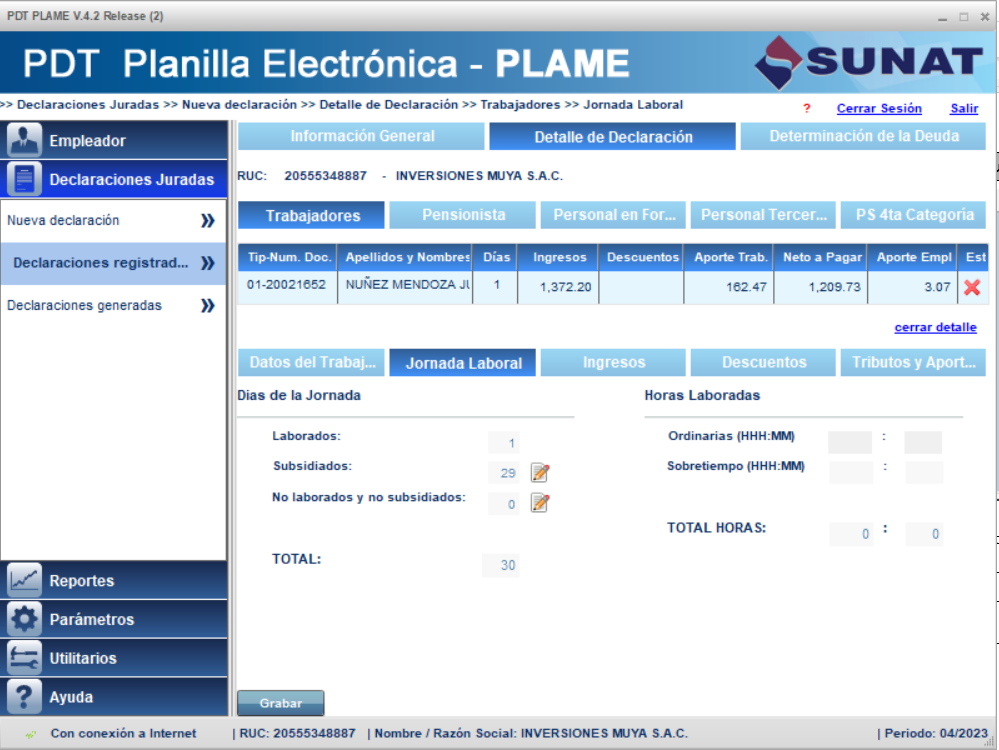 PDT PLAME V.4.2 Release (2)
PDT Planilla Electrónica - PLAME
SUNAT
>> Declaraciones Juradas >> Nueva declaración >> Detalle de Declaración >> Trabajadores >> Jornada Laboral
? Cerrar Sesión Salir
Empleador
Declaraciones Juradas
Nueva declaración
Declaraciones registrad...
Declaraciones generadas
Reportes
Parámetros
Utilitarios
Ayuda
Información General Detalle de Declaración Determinación de la Deuda
RUC: 20555348887 - INVERSIONES MUYA S.A.C.
Trabajadores Pensionista Personal en For... Personal Tercer... PS 4ta Categoría
Tip-Num. Doc. Apellidos y Nombres Días Ingresos Descuentos Aporte Trab. Neto a Pagar Aporte Empl Est
01-20021652 NUÑEZ MENDOZA JU 1 1,372.20 162.47 1,209.73 3.07
cerrar detalle
Datos del Trabaj... Jornada Laboral Ingresos Descuentos Tributos y Aport...
Dias de la Jornada Horas Laboradas
Laborados: 1 Ordinarias (HHH:MM) :
Subsidiados: 29 Sobretiempo (HHH:MM) :
No laborados y no subsidiados: 0
TOTAL HORAS: 0 : 0
TOTAL: 30
Grabar
Con conexión a Internet | RUC: 20555348887 | Nombre / Razón Social: INVERSIONES MUYA S.A.C. | Periodo: 04/2023